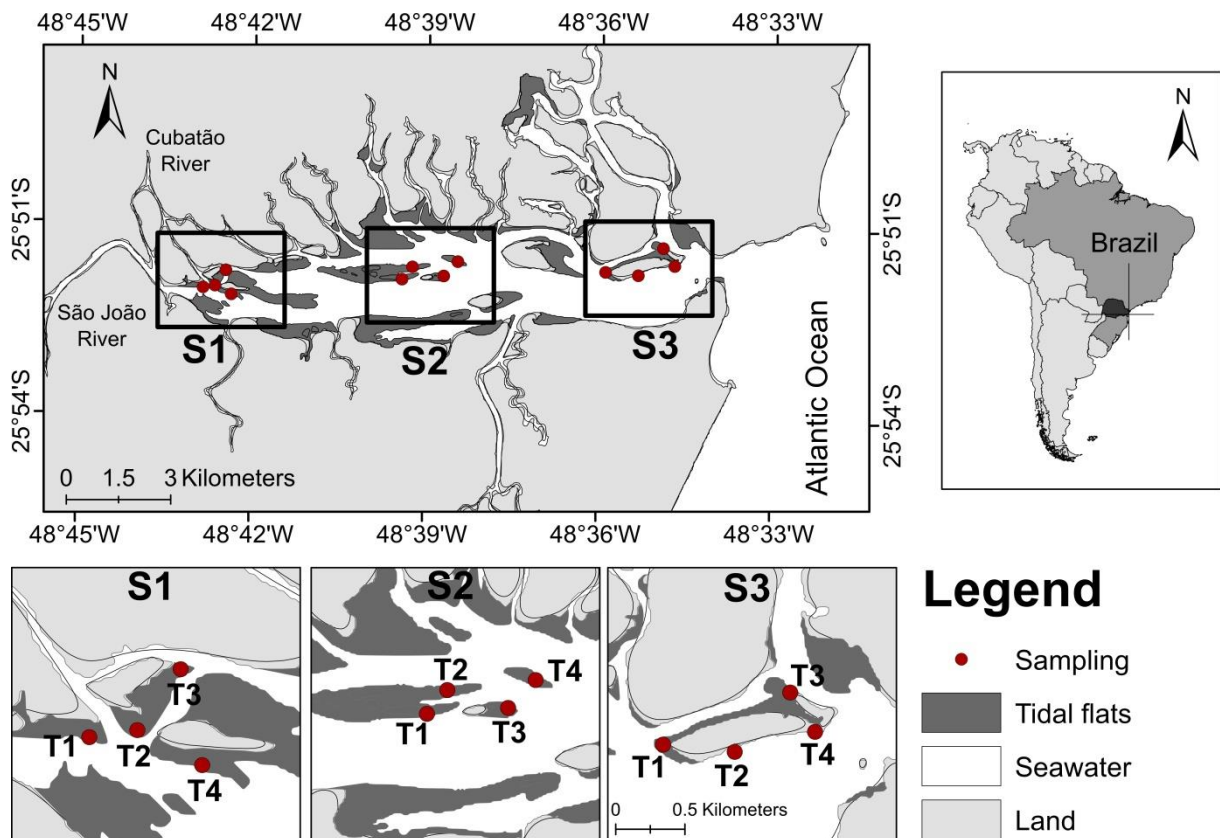 48°45'W 48°42'W 48°39'W 48°36'W 48°33'W
N
Cubatão
River
25°51'S
25°51'S
São João
River
S1
S2
S3
25°54'S
25°54'S
Atlantic Ocean
0 1.5 3 Kilometers
48°45'W 48°42'W 48°39'W 48°36'W 48°33'W
N
Brazil
S1
T1
T2
T3
T4
S2
T1
T2
T3
T4
S3
T1
T2
T3
T4
0 0.5 Kilometers
Legend
Sampling
Tidal flats
Seawater
Land